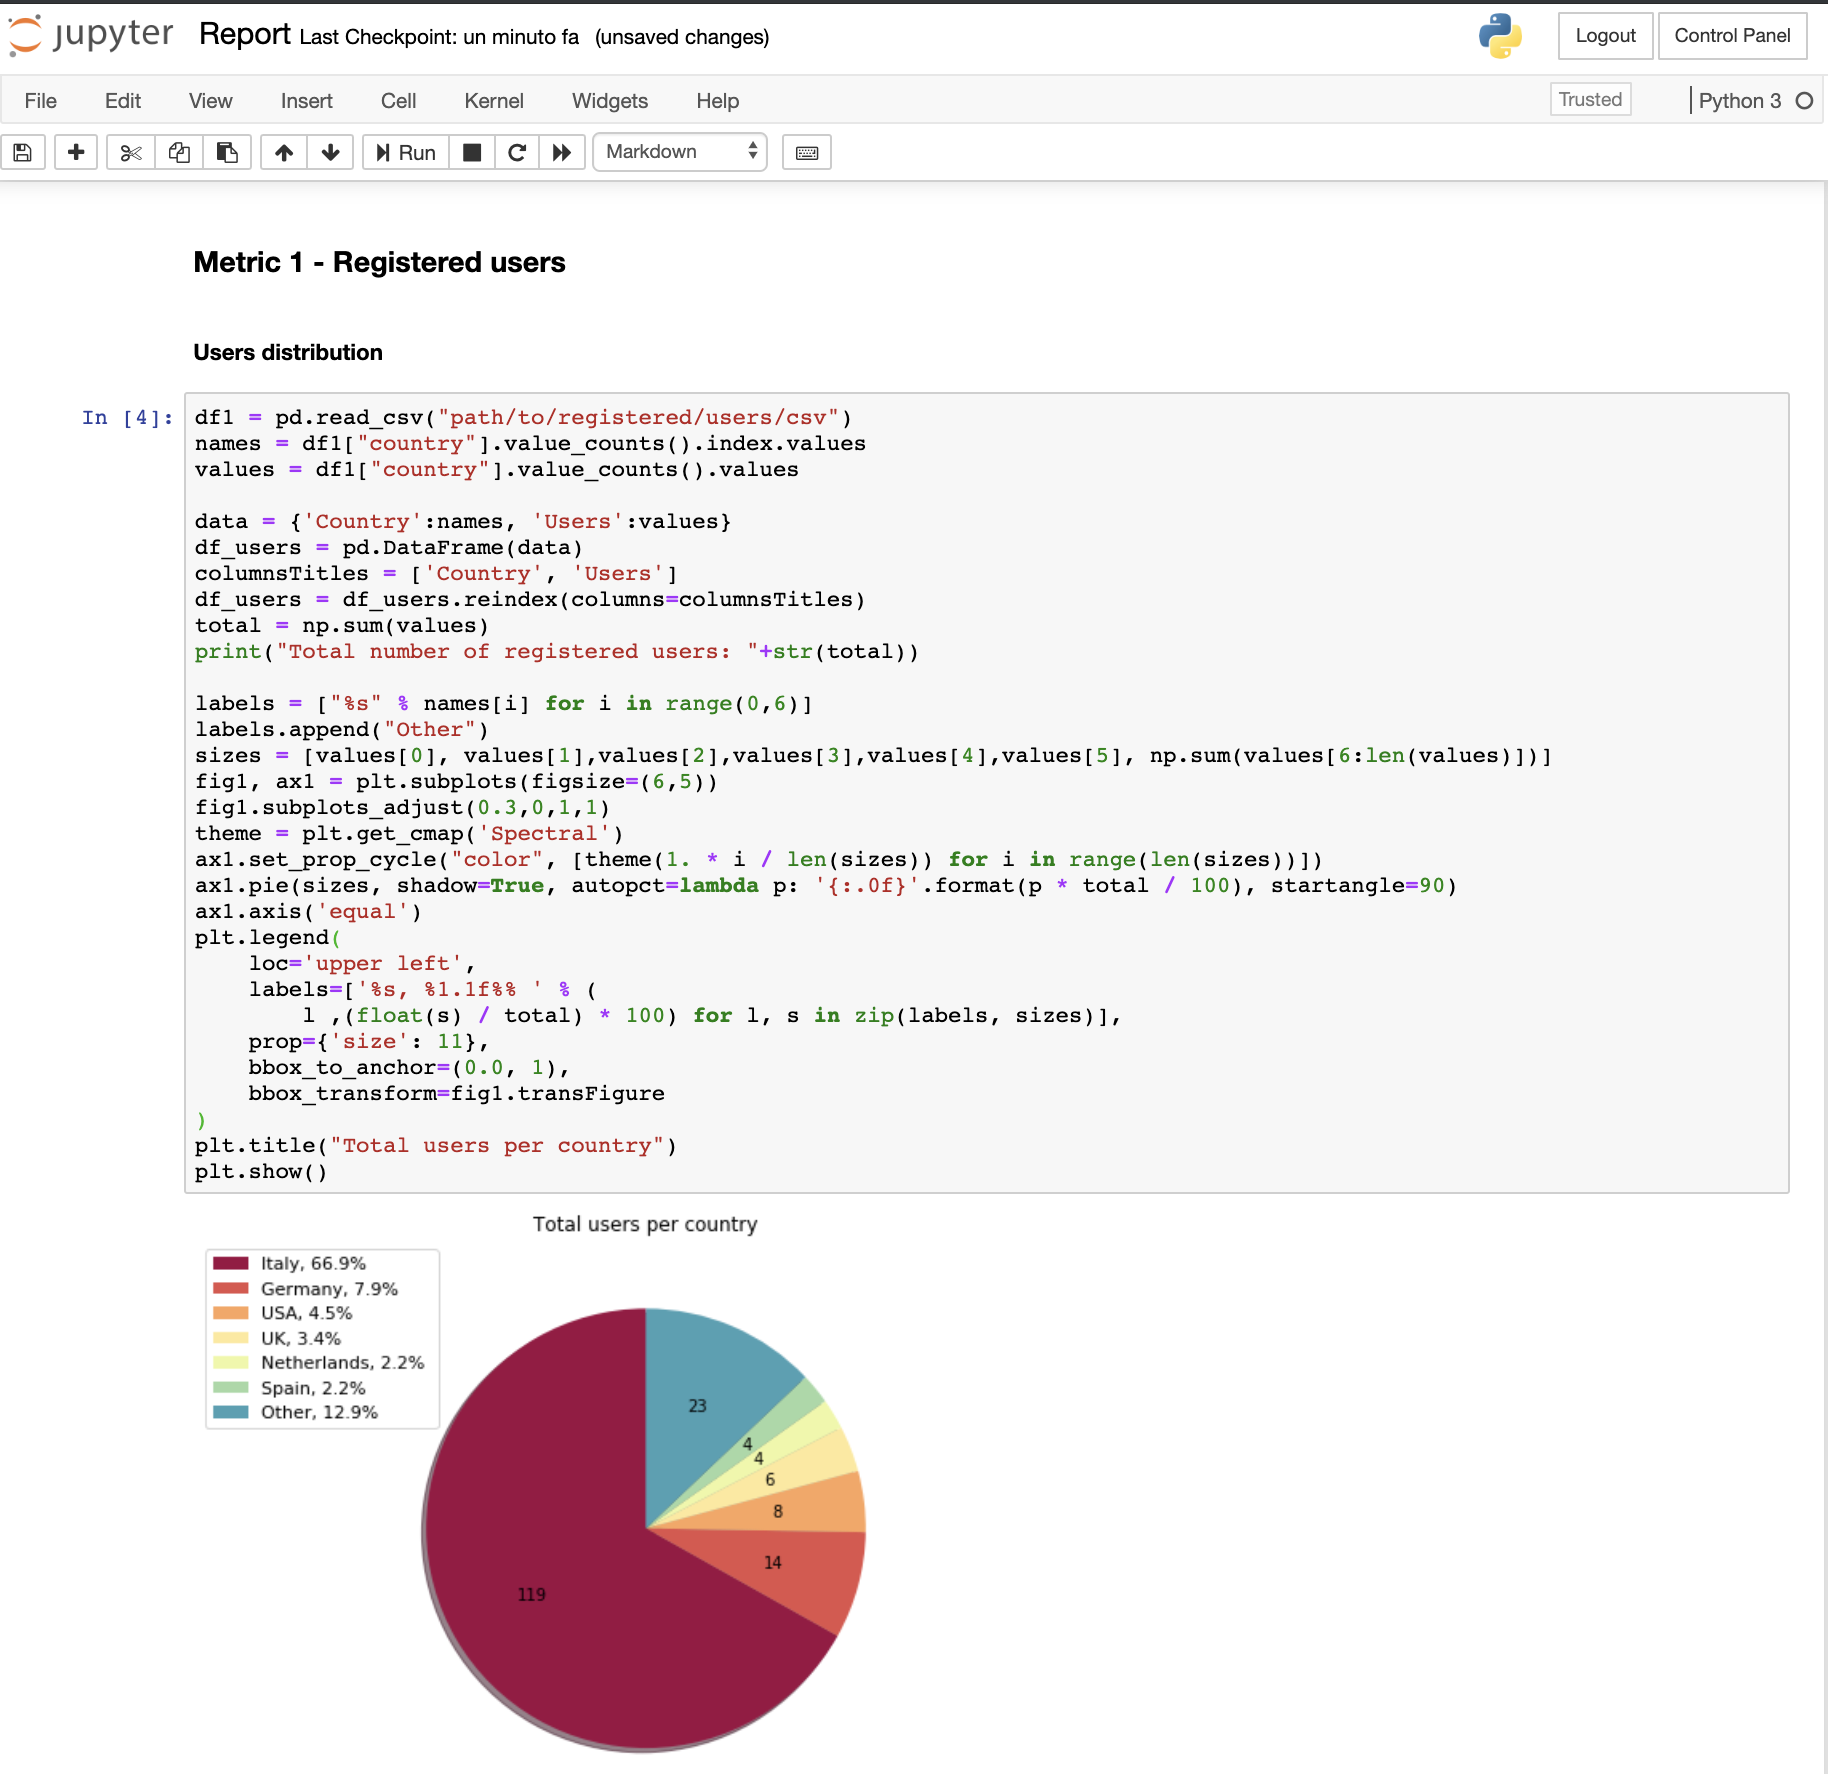 jupyter Report Last Checkpoint: un minuto fa (unsaved changes) Logout Control Panel
File Edit View Insert Cell Kernel Widgets Help Trusted Python 3
Run Markdown
Metric 1 - Registered users
Users distribution
In [4]: df1 = pd.read_csv("path/to/registered/users/csv")
names = df1["country"].value_counts().index.values
values = df1["country"].value_counts().values
data = {'Country':names, 'Users':values}
df_users = pd.DataFrame(data)
columnsTitles = ['Country', 'Users']
df_users = df_users.reindex(columns=columnsTitles)
total = np.sum(values)
print("Total number of registered users: "+str(total))
labels = ["%s" % names[i] for i in range(0,6)]
labels.append("Other")
sizes = [values[0], values[1],values[2],values[3],values[4],values[5], np.sum(values[6:len(values)])]
fig1, ax1 = plt.subplots(figsize=(6,5))
fig1.subplots_adjust(0.3,0,1,1)
theme = plt.get_cmap('Spectral')
ax1.set_prop_cycle("color", [theme(1. * i / len(sizes)) for i in range(len(sizes))])
ax1.pie(sizes, shadow=True, autopct=lambda p: '{:.0f}'.format(p * total / 100), startangle=90)
ax1.axis('equal')
plt.legend(
    loc='upper left',
    labels=['%s, %1.1f%% ' % (
        l ,(float(s) / total) * 100) for l, s in zip(labels, sizes)],
    prop={'size': 11},
    bbox_to_anchor=(0.0, 1),
    bbox_transform=fig1.transFigure
)
plt.title("Total users per country")
plt.show()
Total users per country
Italy, 66.9%
Germany, 7.9%
USA, 4.5%
UK, 3.4%
Netherlands, 2.2%
Spain, 2.2%
Other, 12.9%
23
4
4
6
8
14
119